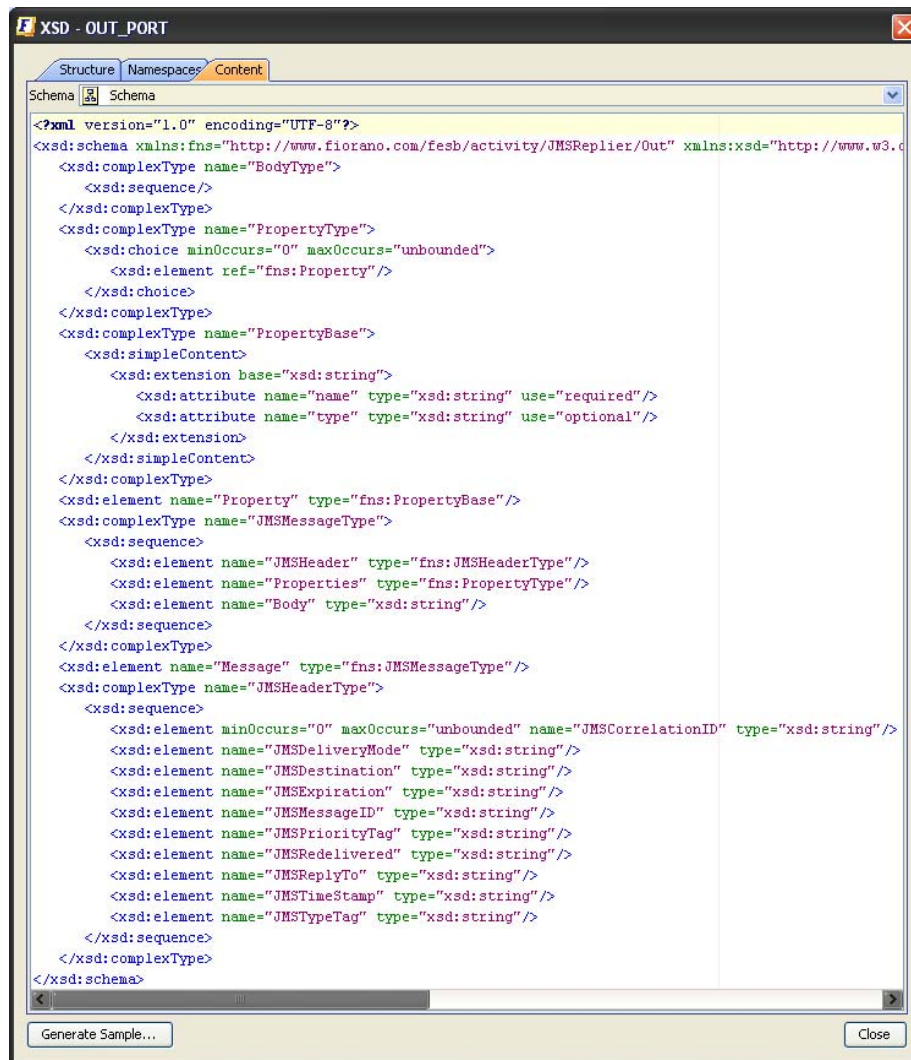 XSD - OUT_PORT
Structure Namespaces Content
Schema Schema
<?xml version="1.0" encoding="UTF-8"?>
<xsd:schema xmlns:fns="http://www.fiorano.com/fesb/activity/JMSReplier/Out" xmlns:xsd="http://www.w3.
<xsd:complexType name="BodyType">
<xsd:sequence/>
</xsd:complexType>
<xsd:complexType name="PropertyType">
<xsd:choice minOccurs="0" maxOccurs="unbounded">
<xsd:element ref="fns:Property"/>
</xsd:choice>
</xsd:complexType>
<xsd:complexType name="PropertyBase">
<xsd:simpleContent>
<xsd:extension base="xsd:string">
<xsd:attribute name="name" type="xsd:string" use="required"/>
<xsd:attribute name="type" type="xsd:string" use="optional"/>
</xsd:extension>
</xsd:simpleContent>
</xsd:complexType>
<xsd:element name="Property" type="fns:PropertyBase"/>
<xsd:complexType name="JMSMessageType">
<xsd:sequence>
<xsd:element name="JMSHeader" type="fns:JMSHeaderType"/>
<xsd:element name="Properties" type="fns:PropertyType"/>
<xsd:element name="Body" type="xsd:string"/>
</xsd:sequence>
</xsd:complexType>
<xsd:element name="Message" type="fns:JMSMessageType"/>
<xsd:complexType name="JMSHeaderType">
<xsd:sequence>
<xsd:element minOccurs="0" maxOccurs="unbounded" name="JMSCorrelationID" type="xsd:string"/>
<xsd:element name="JMSDeliveryMode" type="xsd:string"/>
<xsd:element name="JMSDestination" type="xsd:string"/>
<xsd:element name="JMSExpiration" type="xsd:string"/>
<xsd:element name="JMSMessageID" type="xsd:string"/>
<xsd:element name="JMSPriorityTag" type="xsd:string"/>
<xsd:element name="JMSRedelivered" type="xsd:string"/>
<xsd:element name="JMSReplyTo" type="xsd:string"/>
<xsd:element name="JMSTimeStamp" type="xsd:string"/>
<xsd:element name="JMSTypeTag" type="xsd:string"/>
</xsd:sequence>
</xsd:complexType>
</xsd:schema>
Generate Sample... Close